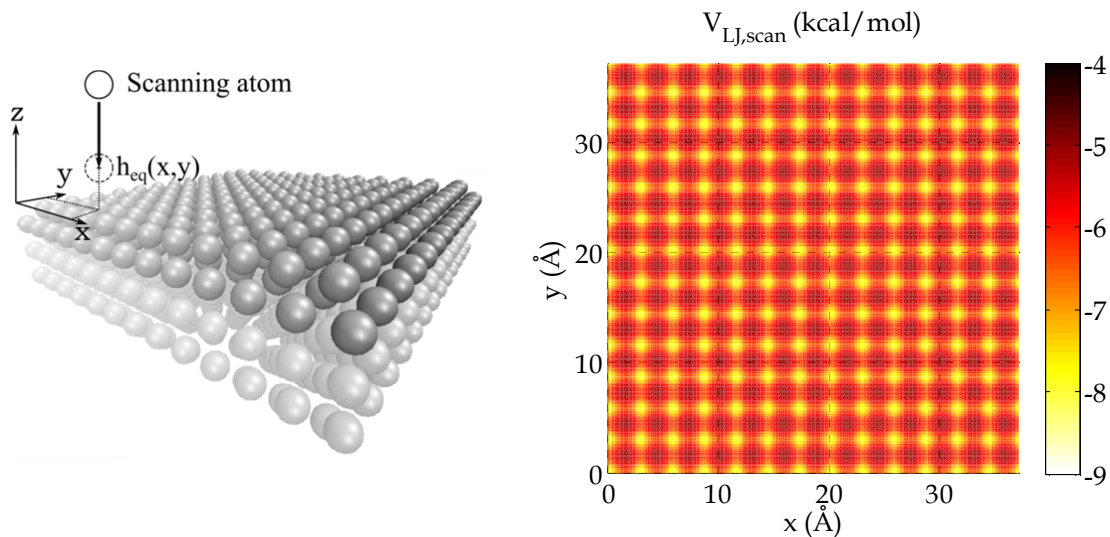 Scanning atom
z
h_eq(x,y)
y
x
V_LJ,scan (kcal/mol)
-4
-5
-6
-7
-8
-9
30
20
10
0
y (Å)
0 10 20 30
x (Å)